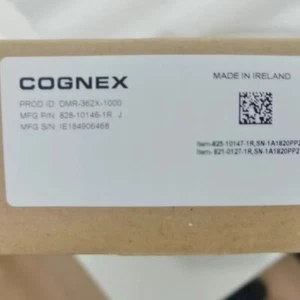 COGNEX
MADE IN IRELAND
PROD ID: DMR-362X-1000
MFG P/N: 828-10146-1R J
MFG S/N: 1E184906468
Item-825-10147-1R,SN-1A1820PP2
Item- 821-0127-1R,SN-1A1820PP2